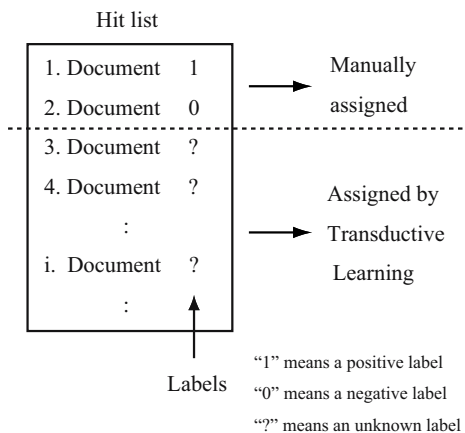 Hit list
1. Document 1
2. Document 0
3. Document ?
4. Document ?
:
i. Document ?
:
Manually
assigned
Assigned by
Transductive
Learning
Labels
“1” means a positive label
“0” means a negative label
“?” means an unknown label